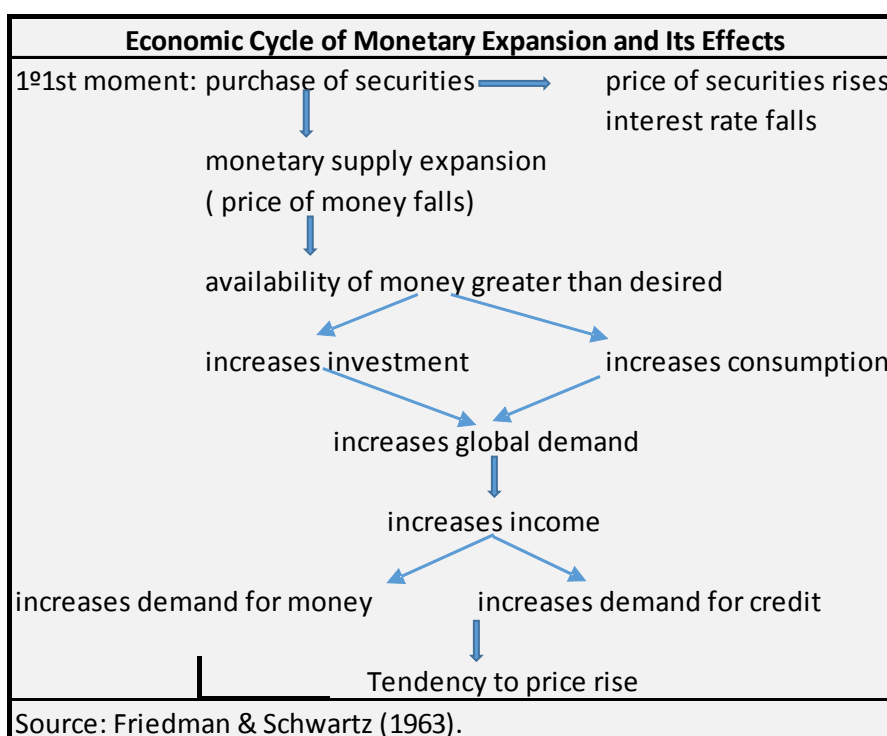 Economic Cycle of Monetary Expansion and Its Effects
1º1st moment: purchase of securities price of securities rises
interest rate falls
monetary supply expansion
( price of money falls)
availability of money greater than desired
increases investment increases consumption
increases global demand
increases income
increases demand for money increases demand for credit
Tendency to price rise
Source: Friedman & Schwartz (1963).